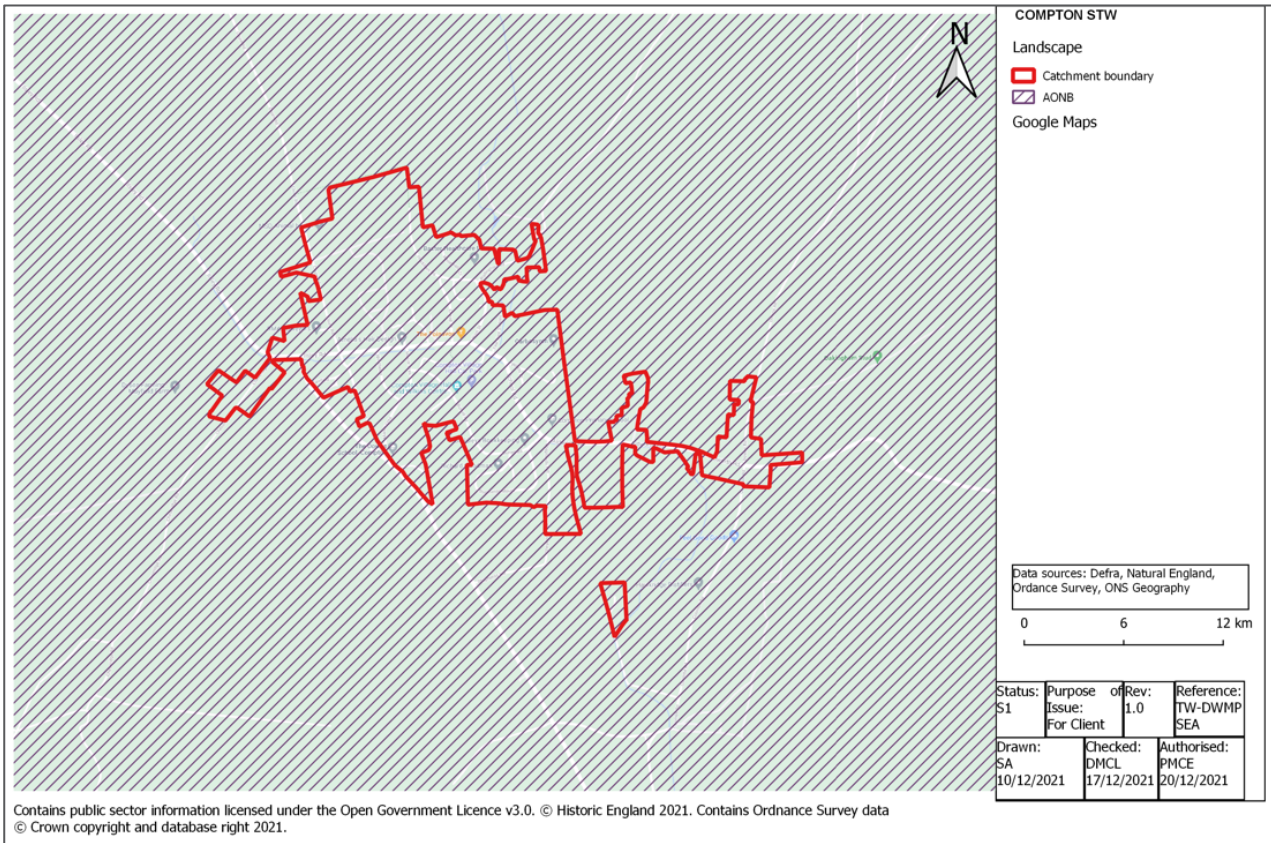 COMPTON STW
N
Landscape
Catchment boundary
AONB
Google Maps
Data sources: Defra, Natural England,
Ordance Survey, ONS Geography
0 6 12 km
Status: Purpose of Rev: Reference:
S1 Issue: 1.0 TW-DWMP
For Client SEA
Drawn: Checked: Authorised:
SA DMCL PMCE
10/12/2021 17/12/2021 20/12/2021
Contains public sector information licensed under the Open Government Licence v3.0. © Historic England 2021. Contains Ordnance Survey data
© Crown copyright and database right 2021.